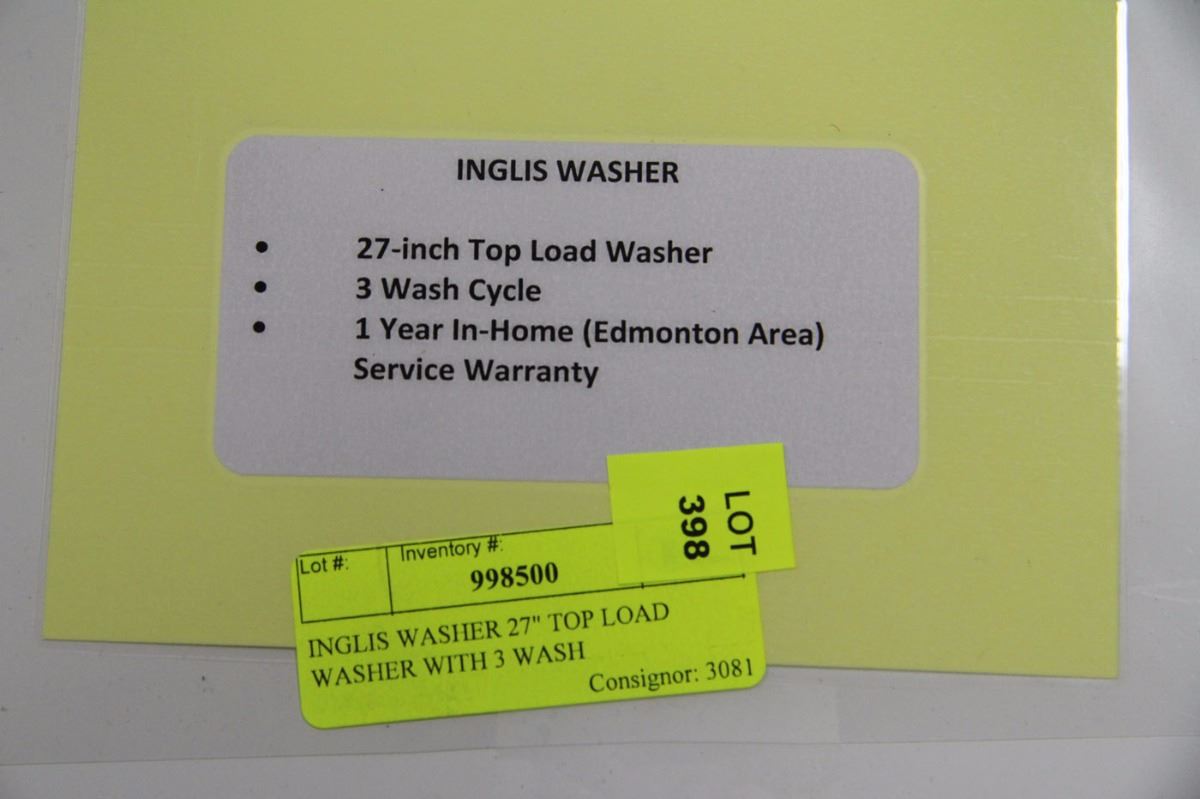 INGLIS WASHER
• 27-inch Top Load Washer
• 3 Wash Cycle
• 1 Year In-Home (Edmonton Area)
Service Warranty
LOT
398
Lot #:
Inventory #:
998500
INGLIS WASHER 27" TOP LOAD
WASHER WITH 3 WASH
Consignor: 3081